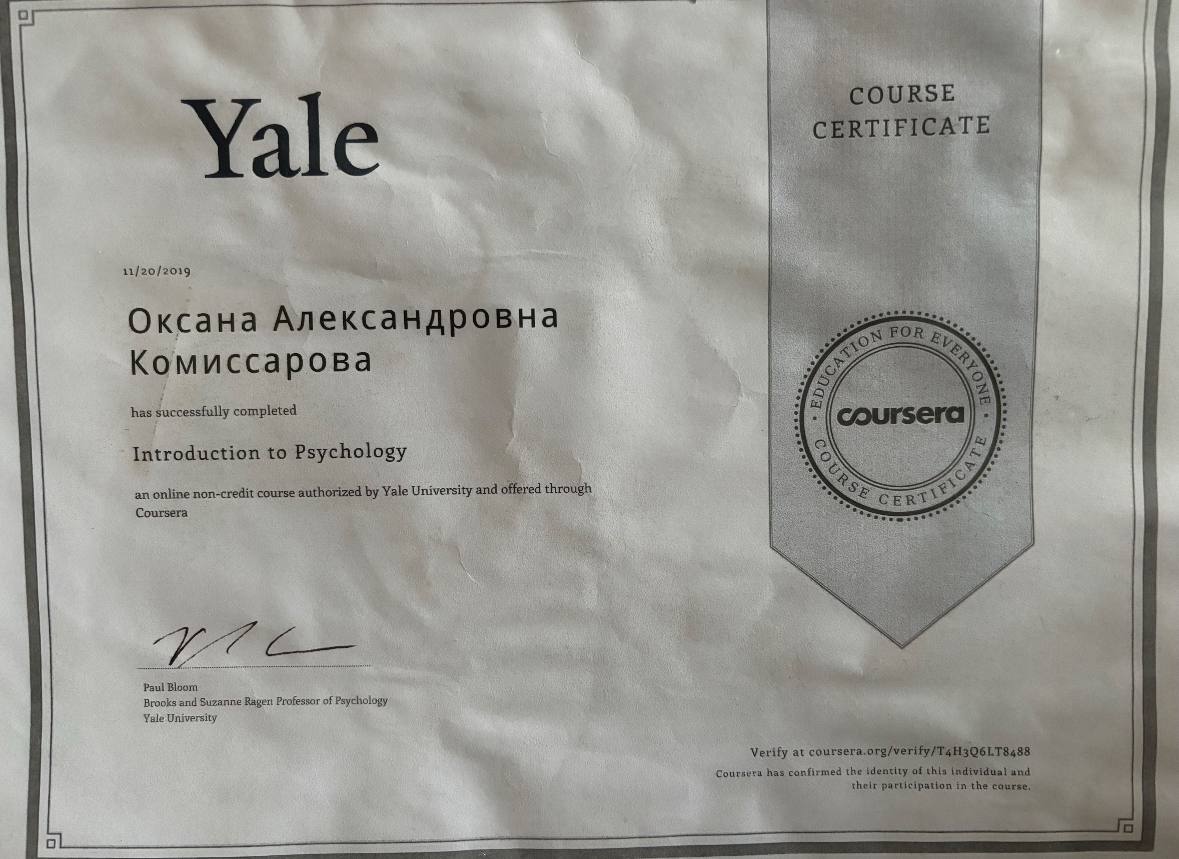 Yale
COURSE
CERTIFICATE
11/20/2019
Оксана Александровна
Комиссарова
has successfully completed
Introduction to Psychology
an online non-credit course authorized by Yale University and offered through
Coursera
EDUCATION FOR EVERYONE
coursera
COURSE CERTIFICATE
Paul Bloom
Brooks and Suzanne Ragen Professor of Psychology
Yale University
Verify at coursera.org/verify/T4H3Q6LT8488
Coursera has confirmed the identity of this individual and
their participation in the course.